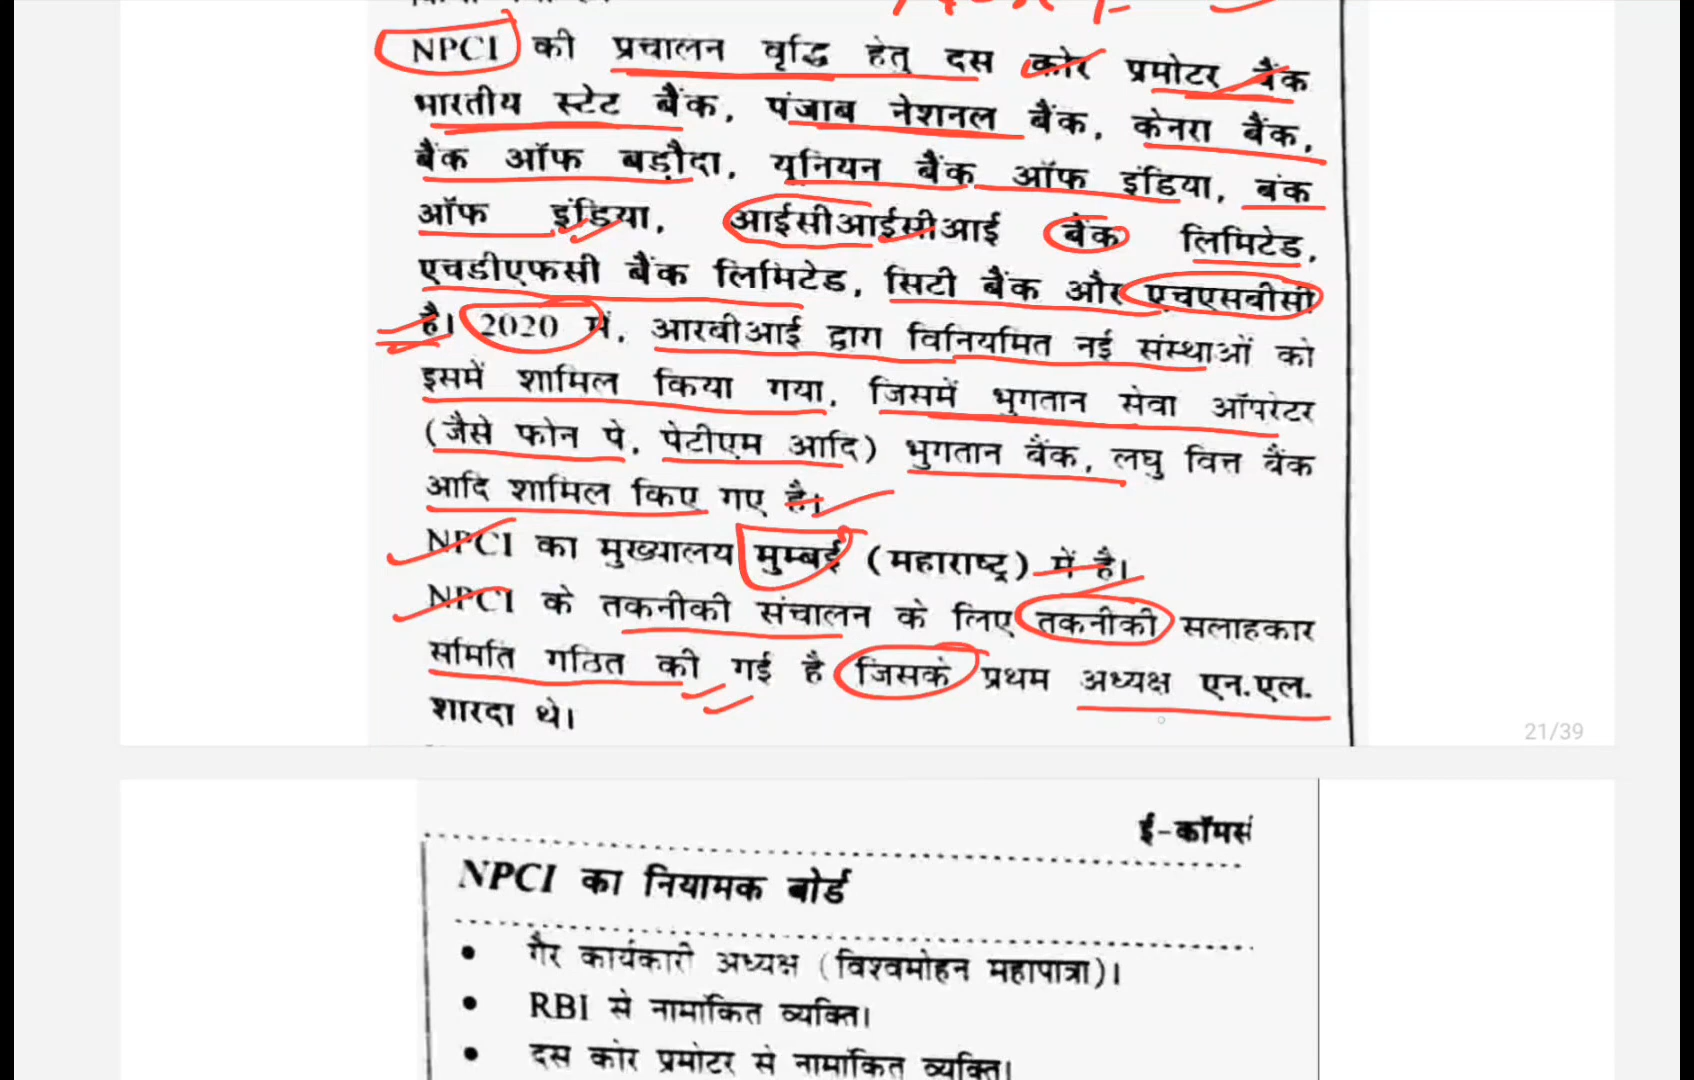 NPCI की प्रचालन वृद्धि हेतु दस कोर प्रमोटर बैंक
भारतीय स्टेट बैंक, पंजाब नेशनल बैंक, केनरा बैंक,
बैंक ऑफ बड़ौदा, यूनियन बैंक ऑफ इंडिया, बंक
ऑफ इंडिया, आईसीआईसीआई बैंक लिमिटेड,
एचडीएफसी बैंक लिमिटेड, सिटी बैंक और एचएसबीसी
है। 2020 में, आरबीआई द्वारा विनियमित नई संस्थाओं को
इसमें शामिल किया गया, जिसमें भुगतान सेवा ऑपरेटर
(जैसे फोन पे, पेटीएम आदि) भुगतान बैंक, लघु वित्त बैंक
आदि शामिल किए गए है।
NPCI का मुख्यालय मुम्बई (महाराष्ट्र) में है।
NPCI के तकनीकी संचालन के लिए तकनीकी सलाहकार
समिति गठित की गई है जिसके प्रथम अध्यक्ष एन.एल.
शारदा थे।
21/39
ई-कॉमर्स
NPCI का नियामक बोर्ड
• गैर कार्यकारी अध्यक्ष (विश्वमोहन महापात्रा)।
• RBI से नामांकित व्यक्ति।
• दस कोर प्रमोटर से नामांकित व्यक्ति।